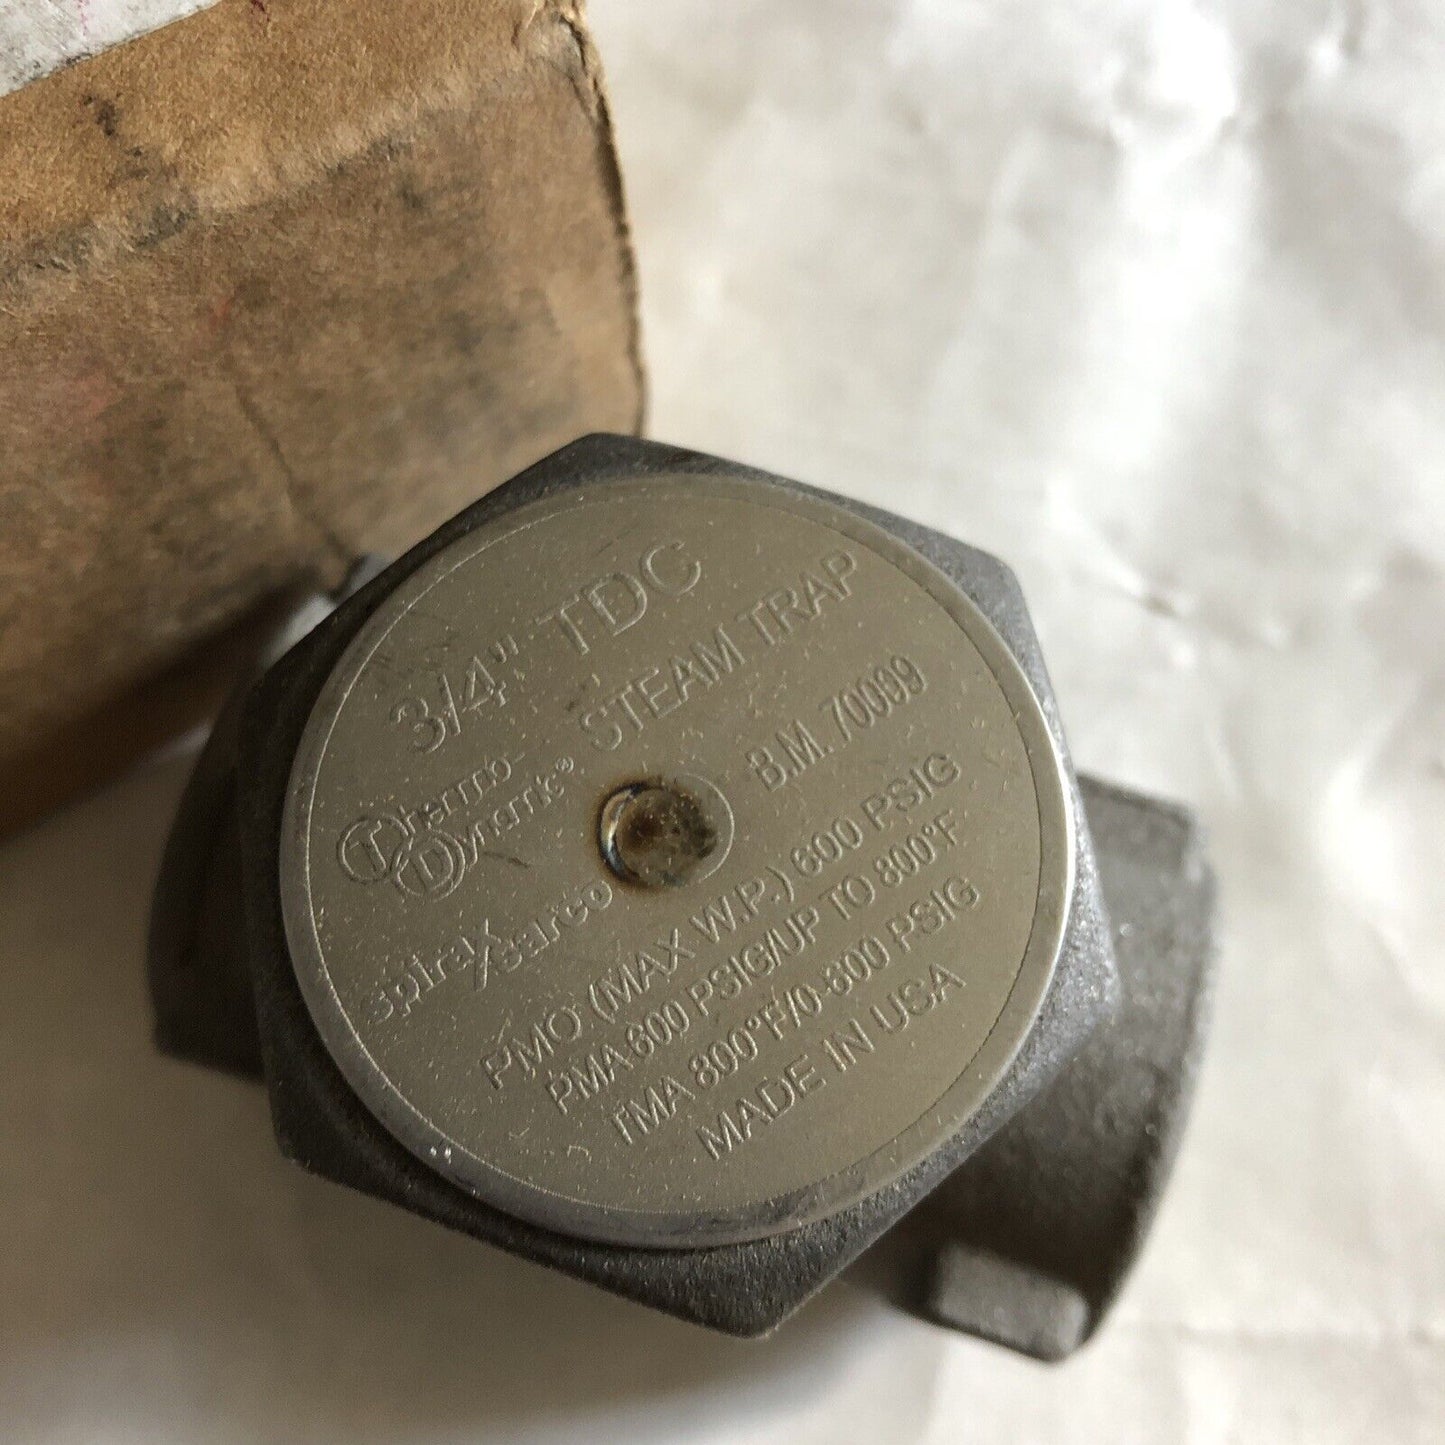 3/4" TDC
Thermo-
Dynamic®
STEAM TRAP
spirax
sarco
B.M. 70009
PMO (MAX W.P.) 600 PSIG
PMA 600 PSIG/UP TO 800°F
TMA 800°F/0-600 PSIG
MADE IN USA